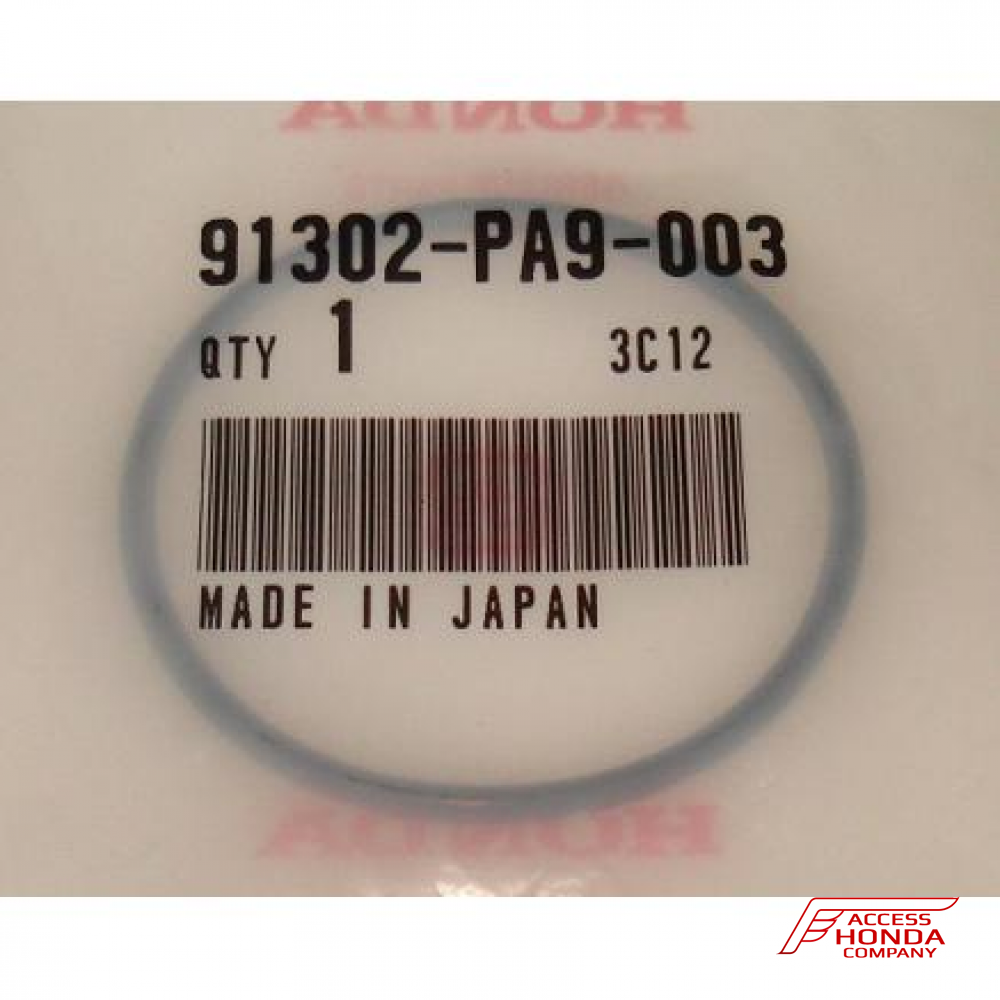 HONDA
91302-PA9-003
QTY 1 3C12
MADE IN JAPAN
HONDA
ACCESS
HONDA
COMPANY